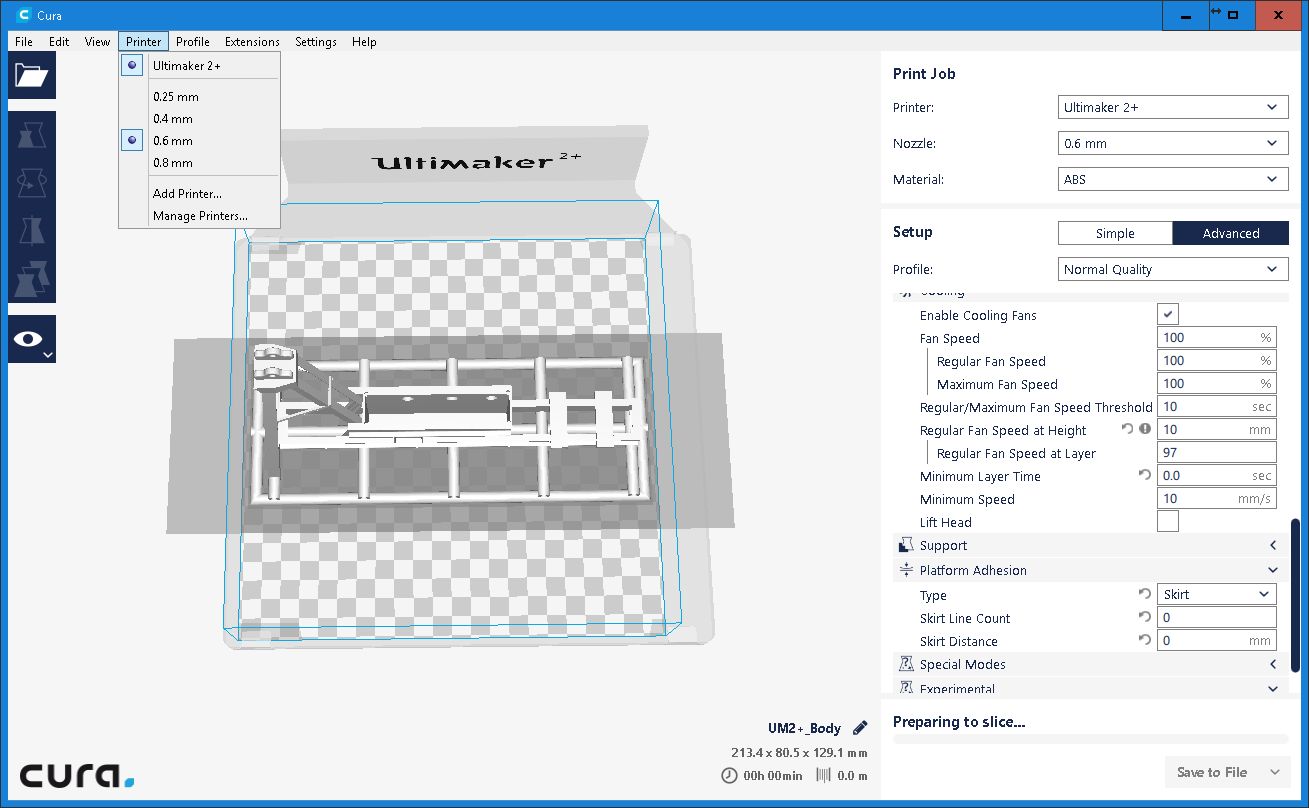 Cura
File Edit View Printer Profile Extensions Settings Help
Ultimaker 2+
0.25 mm
0.4 mm
0.6 mm
0.8 mm
Add Printer...
Manage Printers...
Ultimaker 2+
Print Job
Printer: Ultimaker 2+
Nozzle: 0.6 mm
Material: ABS
Setup Simple Advanced
Profile: Normal Quality
Cooling
Enable Cooling Fans
Fan Speed 100 %
Regular Fan Speed 100 %
Maximum Fan Speed 100 %
Regular/Maximum Fan Speed Threshold 10 sec
Regular Fan Speed at Height 10 mm
Regular Fan Speed at Layer 97
Minimum Layer Time 0.0 sec
Minimum Speed 10 mm/s
Lift Head
Support
Platform Adhesion
Type Skirt
Skirt Line Count 0
Skirt Distance 0 mm
Special Modes
Experimental
UM2+_Body
213.4 x 80.5 x 129.1 mm
00h 00min 0.0 m
Preparing to slice...
Save to File
cura.